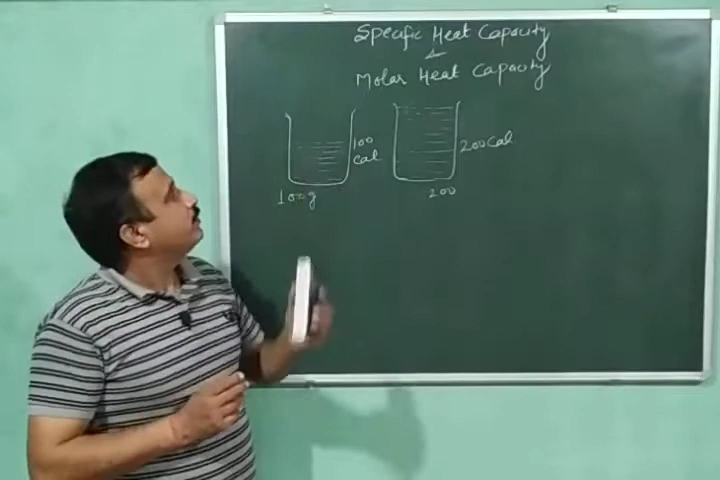 Specific Heat Capacity
&
Molar Heat Capacity
100
Cal
200 Cal
100g
200